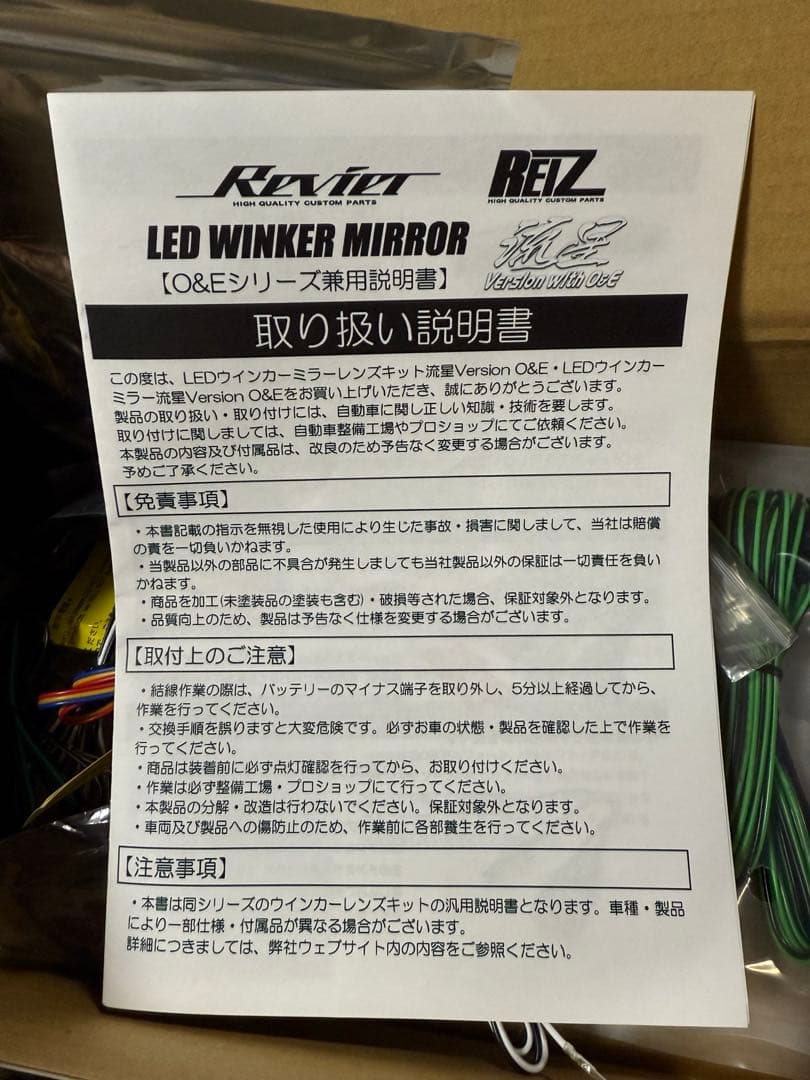 Revier
HIGH QUALITY CUSTOM PARTS
REIZ
HIGH QUALITY CUSTOM PARTS
LED WINKER MIRROR
流星
Version with O&E
【O&Eシリーズ兼用説明書】
取り扱い説明書
この度は、LEDウインカーミラーレンズキット流星Version O&E・LEDウインカー
ミラー流星Version O&Eをお買い上げいただき、誠にありがとうございます。
製品の取り扱い・取り付けには、自動車に関し正しい知識・技術を要します。
取り付けに関しましては、自動車整備工場やプロショップにてご依頼ください。
本製品の内容及び付属品は、改良のため予告なく変更する場合がございます。
予めご了承ください。
【免責事項】
・本書記載の指示を無視した使用により生じた事故・損害に関しまして、当社は賠償
の責を一切負いかねます。
・当製品以外の部品に不具合が発生しましても当社製品以外の保証は一切責任を負い
かねます。
・商品を加工(未塗装品の塗装も含む)・破損等された場合、保証対象外となります。
・品質向上のため、製品は予告なく仕様を変更する場合がございます。
【取付上のご注意】
・結線作業の際は、バッテリーのマイナス端子を取り外し、5分以上経過してから、
作業を行ってください。
・交換手順を誤りますと大変危険です。必ずお車の状態・製品を確認した上で作業を
行ってください。
・商品は装着前に必ず点灯確認を行ってから、お取り付けください。
・作業は必ず整備工場・プロショップにて行ってください。
・本製品の分解・改造は行わないでください。保証対象外となります。
・車両及び製品への傷防止のため、作業前に各部養生を行ってください。
【注意事項】
・本書は同シリーズのウインカーレンズキットの汎用説明書となります。車種・製品
により一部仕様・付属品が異なる場合がございます。
詳細につきましては、弊社ウェブサイト内の内容をご参照ください。